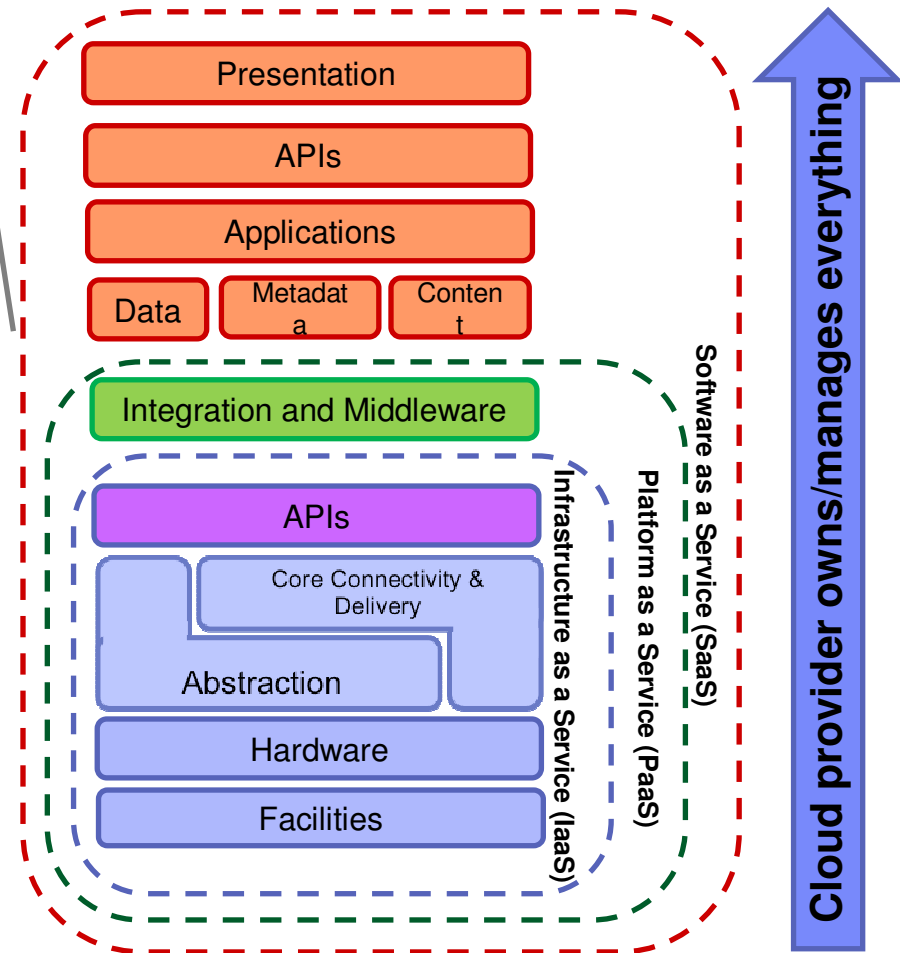 Presentation
APIs
Applications
Data
Metadat
a
Conten
t
Integration and Middleware
APIs
Core Connectivity &
Delivery
Abstraction
Hardware
Facilities
Infrastructure as a Service (IaaS)
Platform as a Service (PaaS)
Software as a Service (SaaS)
Cloud provider owns/manages everything